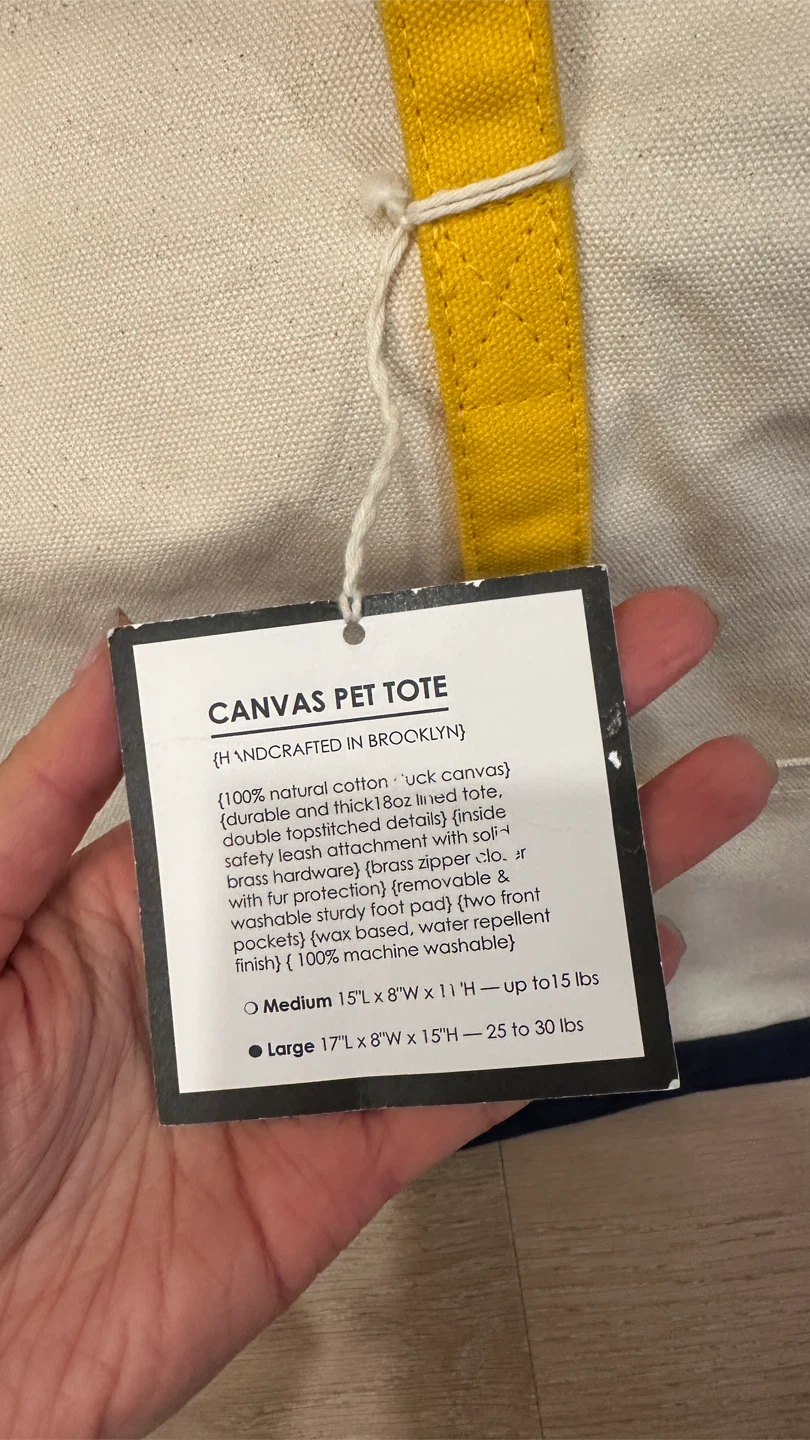 CANVAS PET TOTE
{HANDCRAFTED IN BROOKLYN}
{100% natural cotton duck canvas}
{durable and thick18oz lined tote,
double topstitched details} {inside
safety leash attachment with solid
brass hardware} {brass zipper closer
with fur protection} {removable &
washable sturdy foot pad} {two front
pockets} {wax based, water repellent
finish} { 100% machine washable}
○ Medium 15"L x 8"W x 11"H — up to15 lbs
● Large 17"L x 8"W x 15"H — 25 to 30 lbs